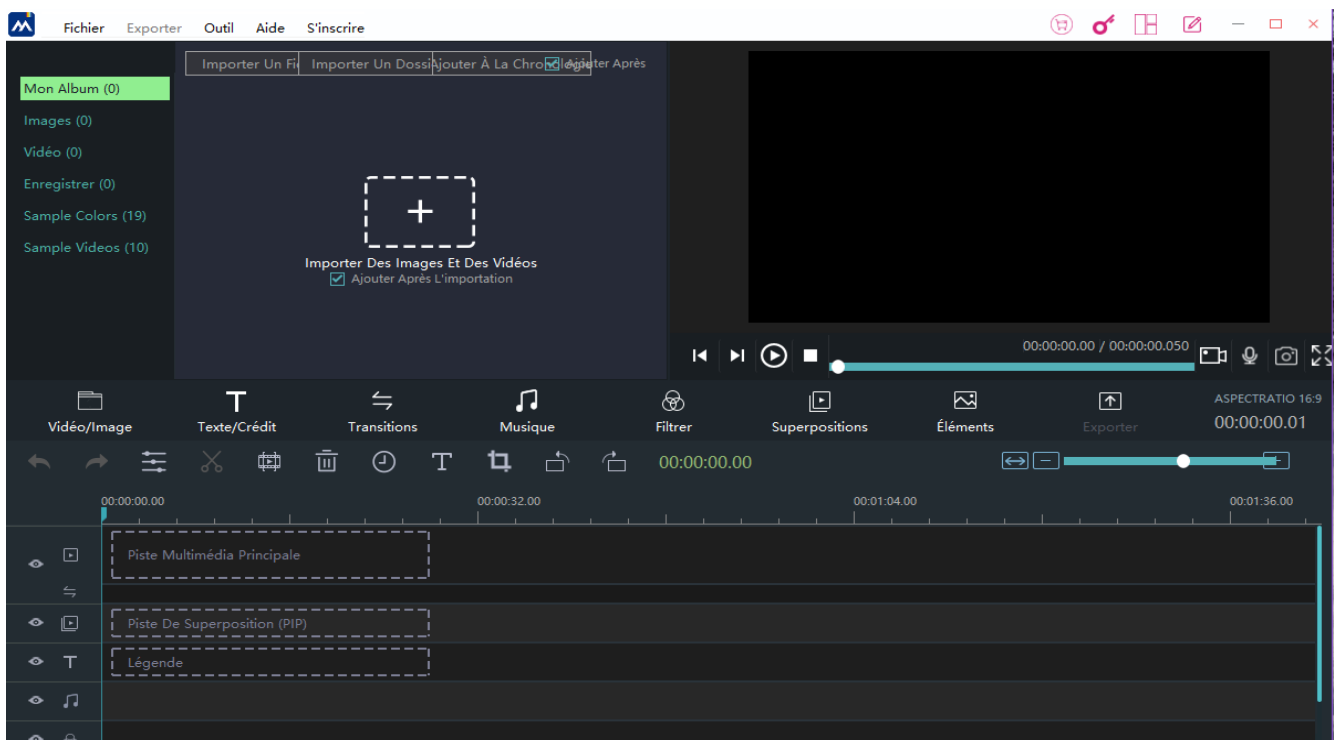 Fichier Exporter Outil Aide S'inscrire
Importer Un Fi Importer Un Dossi Ajouter À La Chro Ajouter Après
Mon Album (0)
Images (0)
Vidéo (0)
Enregistrer (0)
Sample Colors (19)
Sample Videos (10)
Importer Des Images Et Des Vidéos
Ajouter Après L'importation
00:00:00.00 / 00:00:00.050
Vidéo/Image Texte/Crédit Transitions Musique Filtrer Superpositions Éléments Exporter
ASPECTRATIO 16:9
00:00:00.01
00:00:00.00
00:00:00.00 00:00:32.00 00:01:04.00 00:01:36.00
Piste Multimédia Principale
Piste De Superposition (PIP)
Légende